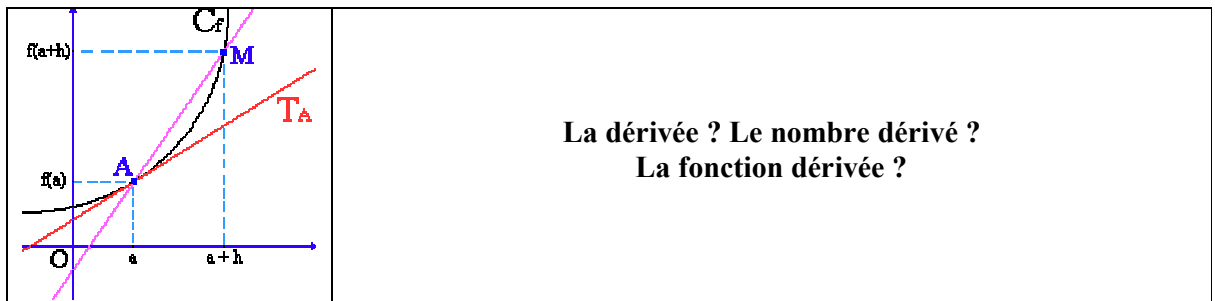 Cf
f(a+h)
M
TA
A
f(a)
O
a
a + h
La dérivée ? Le nombre dérivé ?
La fonction dérivée ?